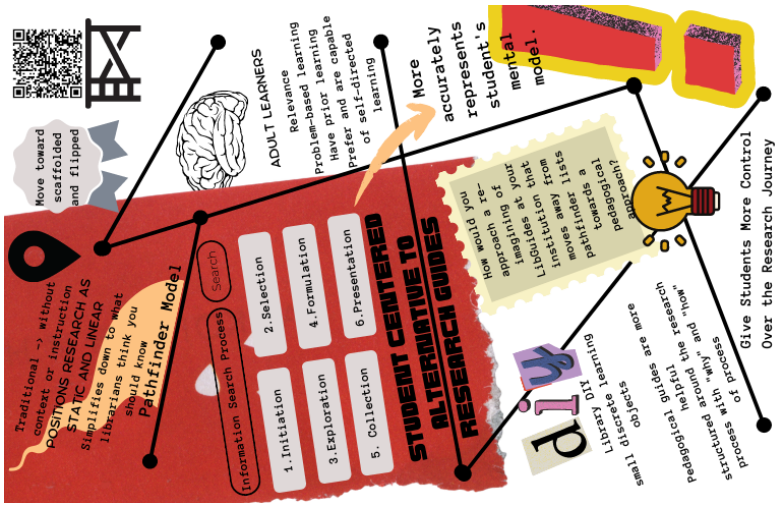 Traditional -> without
context or instruction
POSITIONS RESEARCH AS
STATIC AND LINEAR
Simplifies down to what
librarians think you
should know
Pathfinder Model
Move toward
scaffolded
and flipped
Information Search Process
Search
1.Initiation
2.Selection
3.Exploration
4.Formulation
5. Collection
6.Presentation
STUDENT CENTERED
ALTERNATIVE TO
RESEARCH GUIDES
ADULT LEARNERS
Relevance
Problem-based learning
Have prior learning
Prefer and are capable
of self-directed
learning
More
accurately
represents
student's
mental
model.
!
How would you
approach a re-
imagining of
LibGuides at your
institution that
moves away from
pathfinder lists
towards a
pedagogical
approach?
diy
Library DIY
small discrete learning
objects
Pedagogical guides are more
helpful
structured around the research
process with "why" and "how"
of process
Give Students More Control
Over the Research Journey